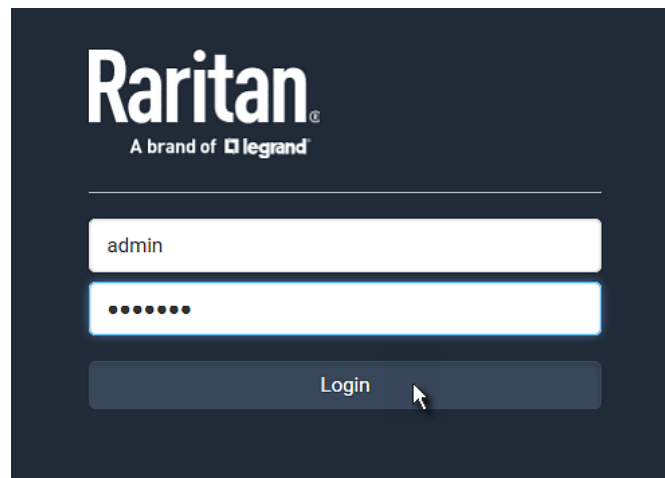 Raritan®
A brand of legrand®
admin
•••••••
Login